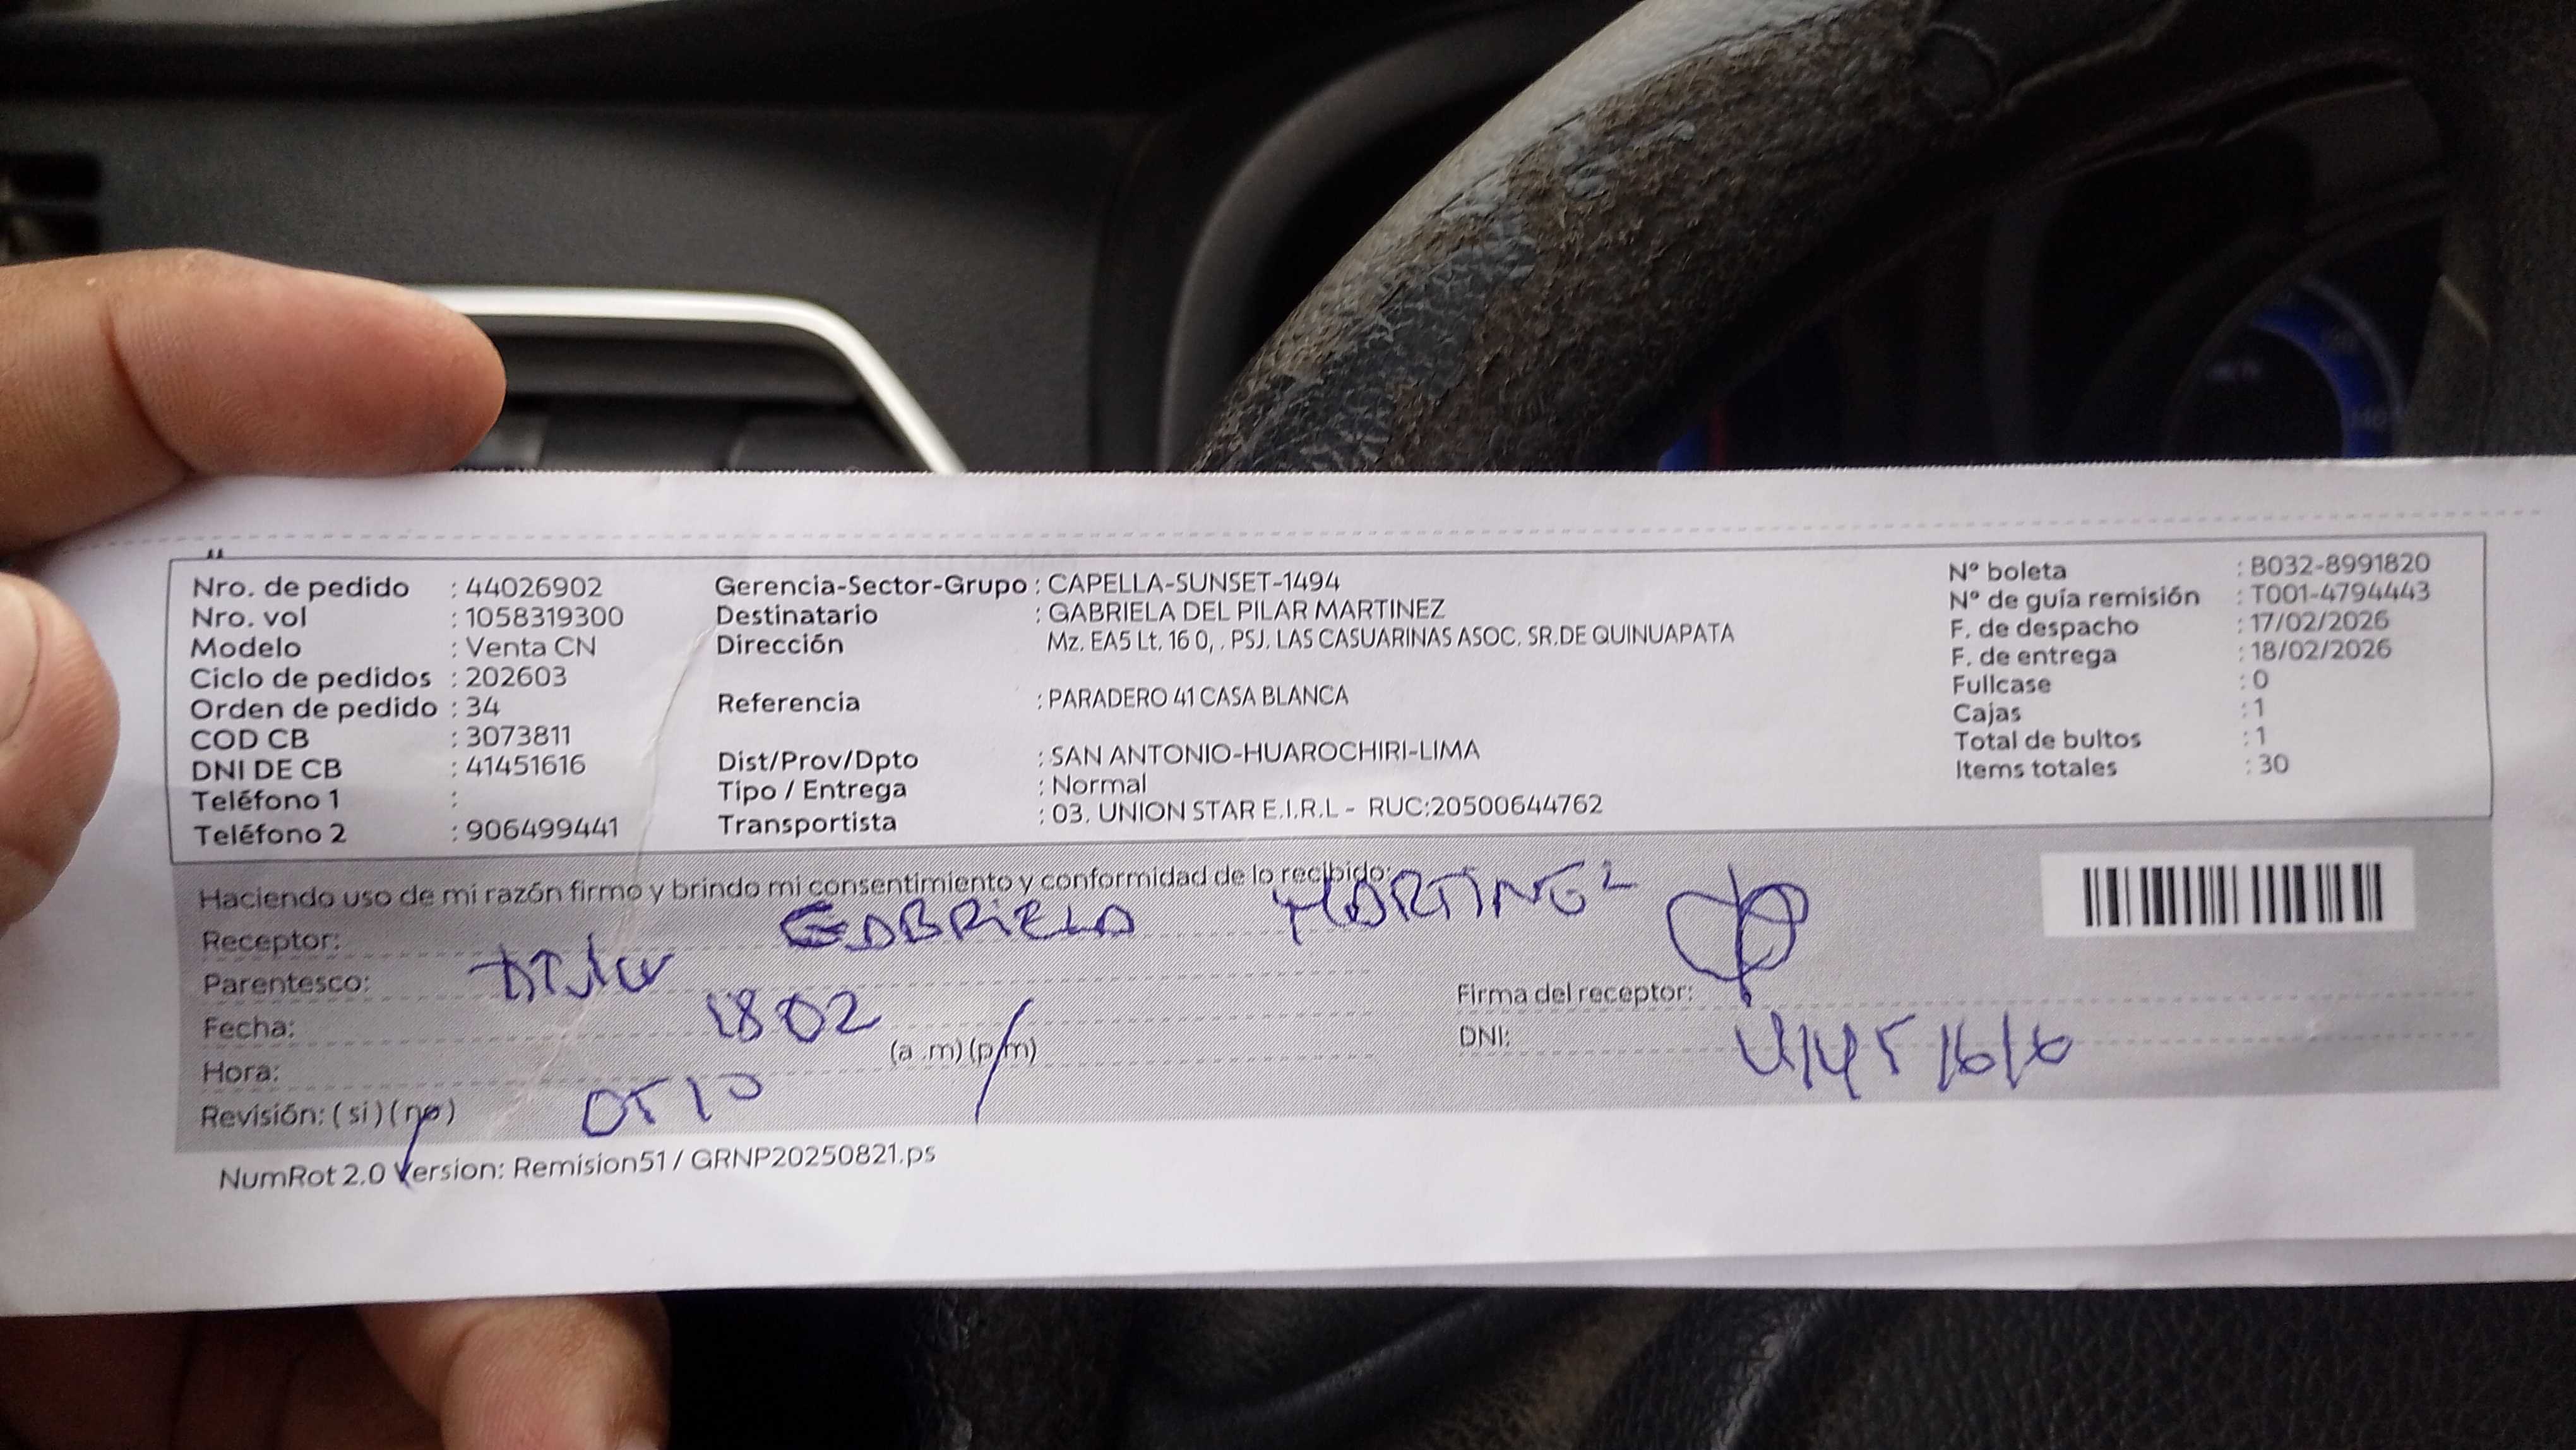 Nro. de pedido : 44026902
Nro. vol : 1058319300
Modelo : Venta CN
Ciclo de pedidos : 202603
Orden de pedido : 34
COD CB : 3073811
DNI DE CB : 41451616
Teléfono 1 :
Teléfono 2 : 906499441
Gerencia-Sector-Grupo : CAPELLA-SUNSET-1494
Destinatario : GABRIELA DEL PILAR MARTINEZ
Dirección Mz. EA5 Lt. 16 0, . PSJ. LAS CASUARINAS ASOC. SR.DE QUINUAPATA
Referencia : PARADERO 41 CASA BLANCA
Dist/Prov/Dpto : SAN ANTONIO-HUAROCHIRI-LIMA
Tipo / Entrega : Normal
Transportista : 03. UNION STAR E.I.R.L - RUC:20500644762
N° boleta : B032-8991820
N° de guía remisión : T001-4794443
F. de despacho : 17/02/2026
F. de entrega : 18/02/2026
Fullcase : 0
Cajas : 1
Total de bultos : 1
Items totales : 30
Haciendo uso de mi razón firmo y brindo mi consentimiento y conformidad de lo recibido:
Receptor: GABRIELA MARTINEZ
Parentesco:
Fecha: 1802
Hora: 0510 (a .m) (p/m)
Revisión: ( si ) ( no )
Firma del receptor:
DNI: 41451616
NumRot 2.0 Version: Remision51 / GRNP20250821.ps